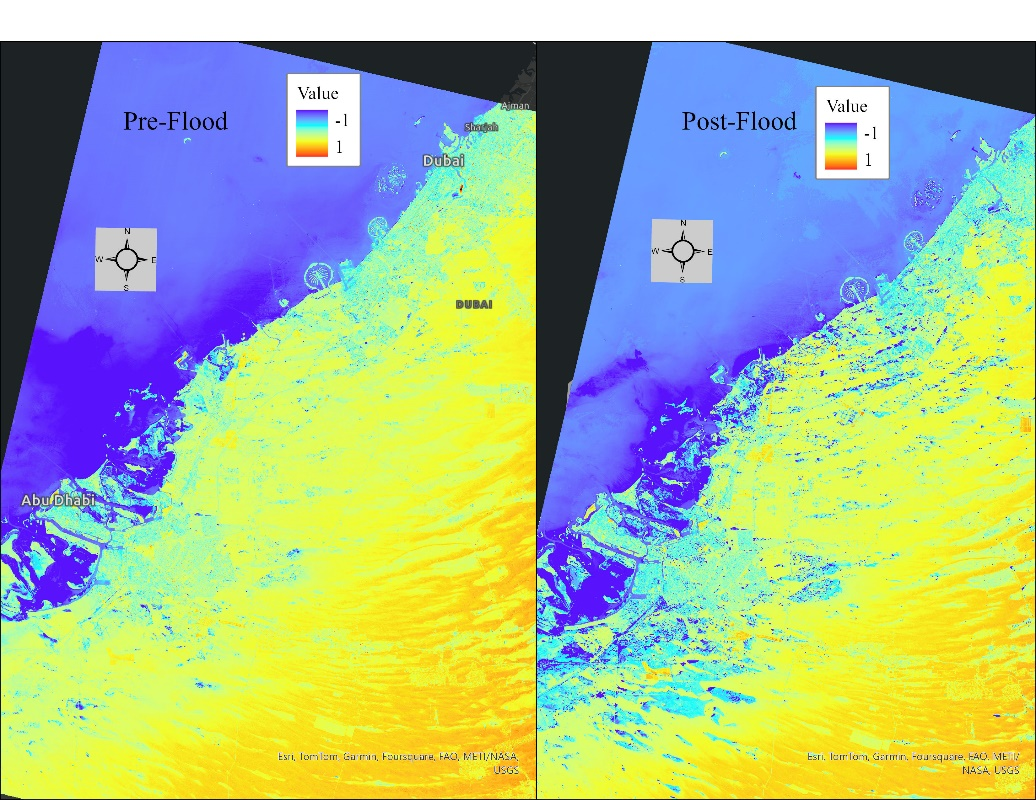 Pre-Flood
Value
-1
1
Ajman
Sharjah
Dubai
N
W
E
S
DUBAI
Abu Dhabi
Esri, TomTom, Garmin, Foursquare, FAO, METI/NASA,
USGS
Post-Flood
Value
-1
1
N
W
E
S
Esri, TomTom, Garmin, Foursquare, FAO, METI/
NASA, USGS